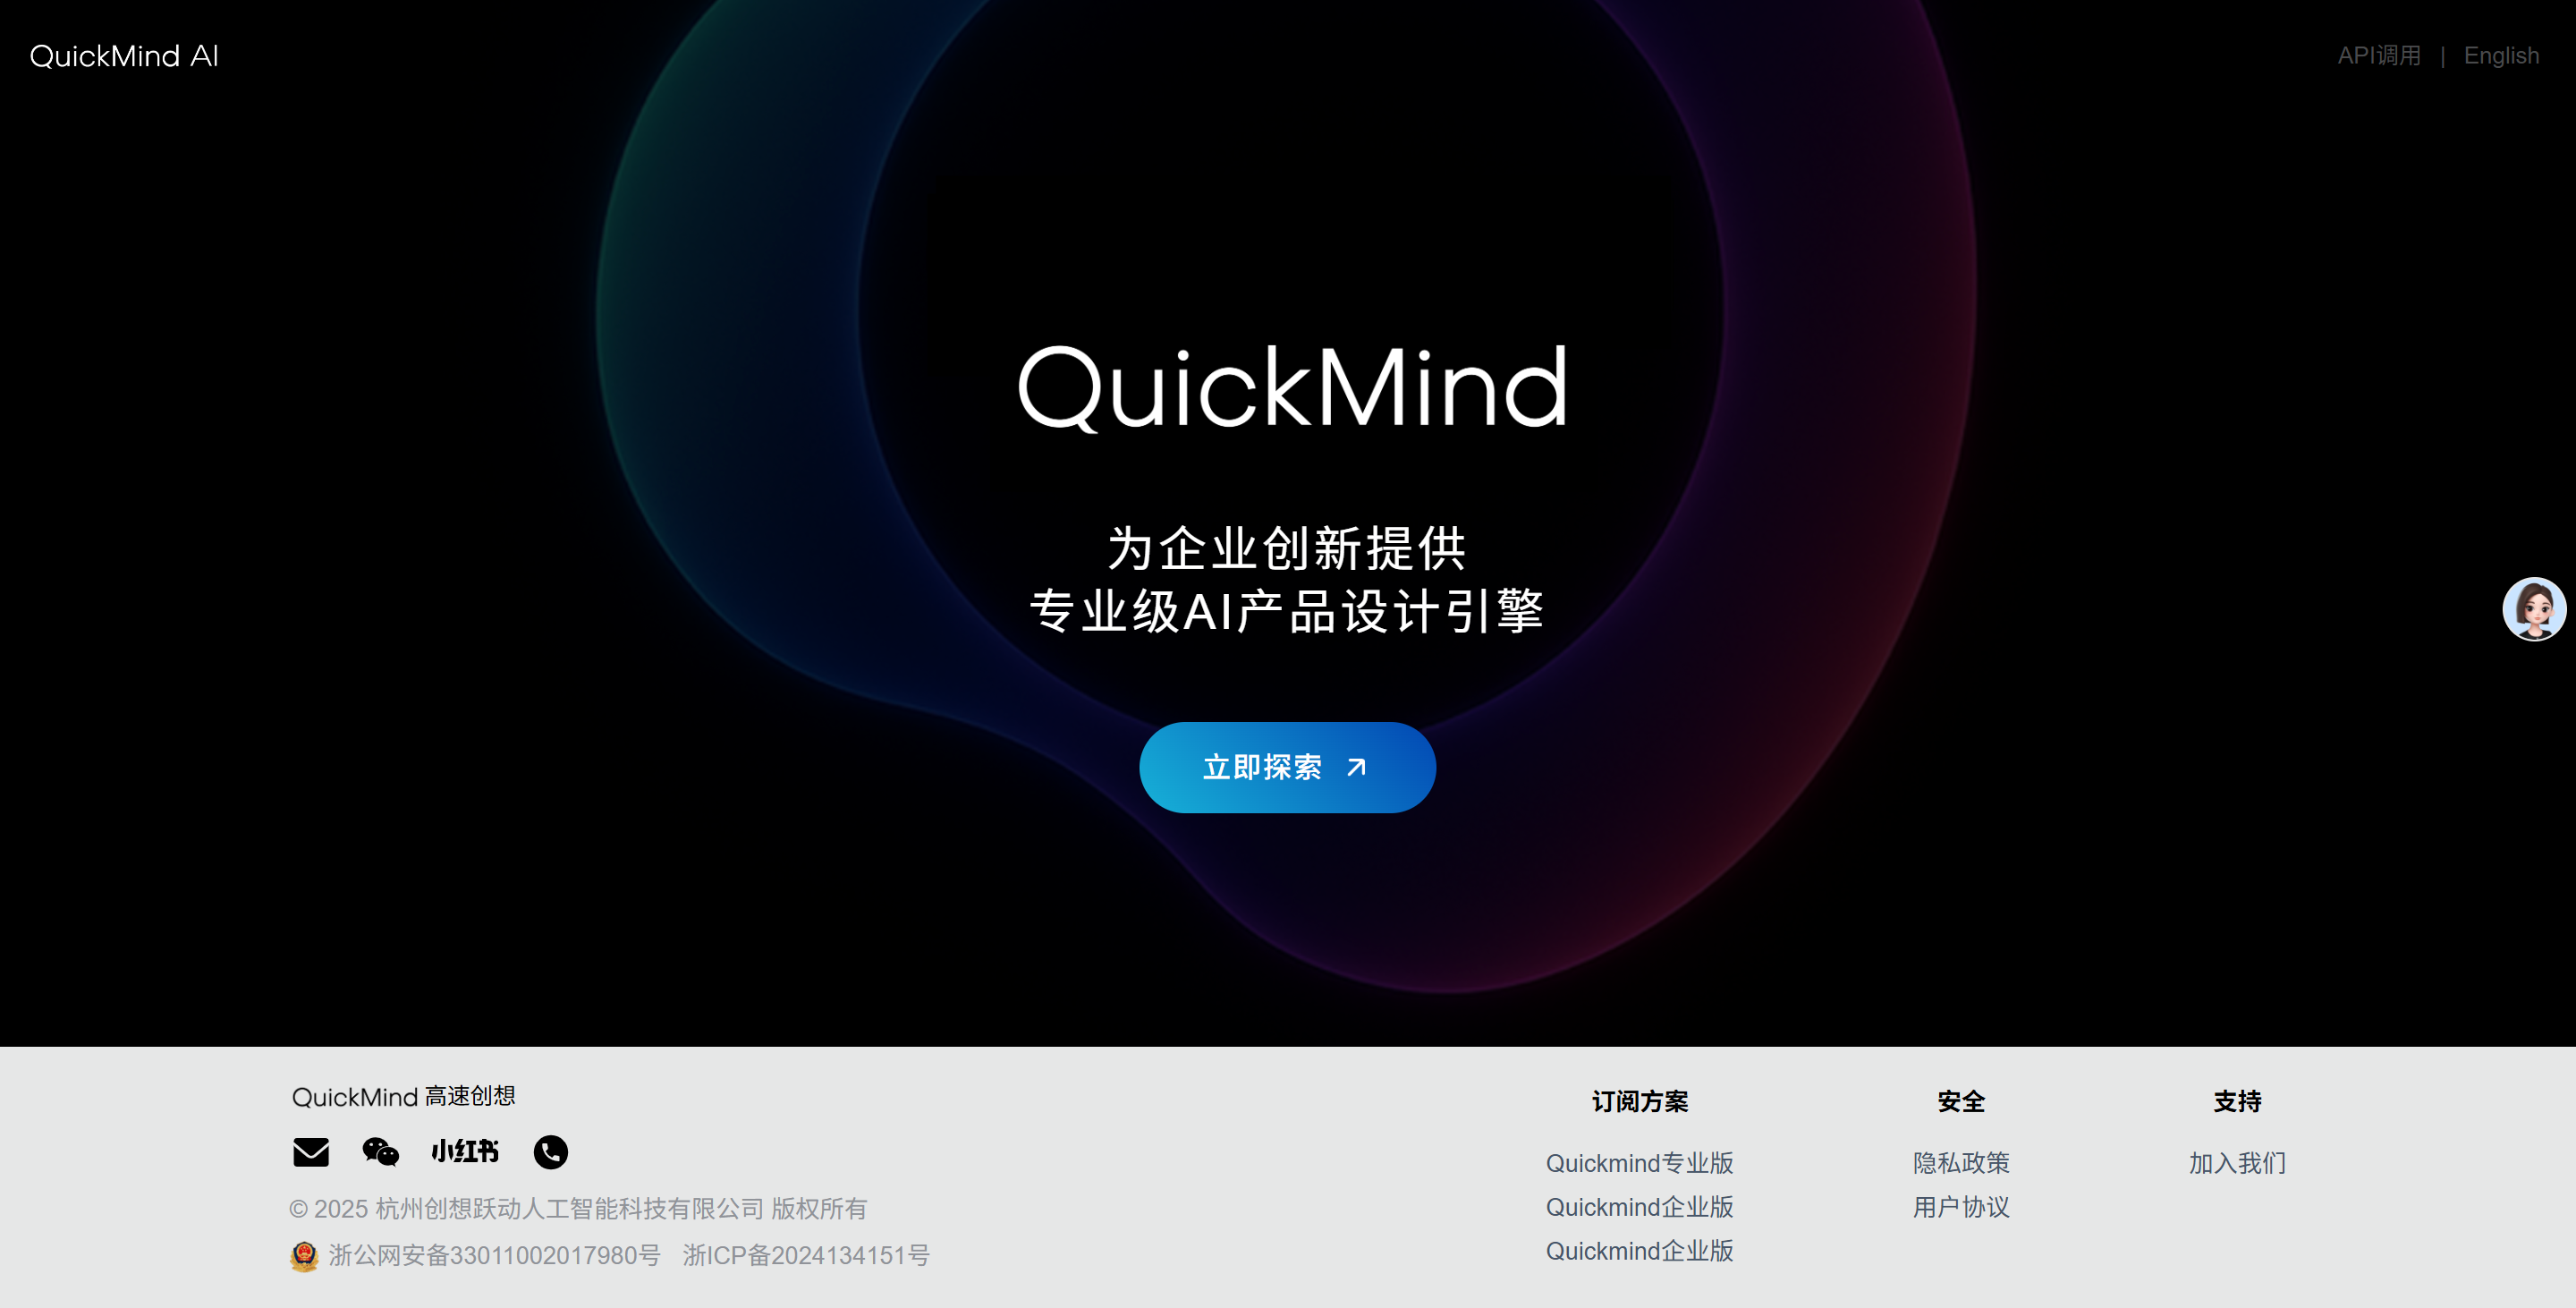 QuickMind AI
API调用 | English
QuickMind
为企业创新提供
专业级AI产品设计引擎
立即探索
QuickMind 高速创想
小红书
© 2025 杭州创想跃动人工智能科技有限公司 版权所有
浙公网安备33011002017980号 浙ICP备2024134151号
订阅方案
Quickmind专业版
Quickmind企业版
Quickmind企业版
安全
隐私政策
用户协议
支持
加入我们